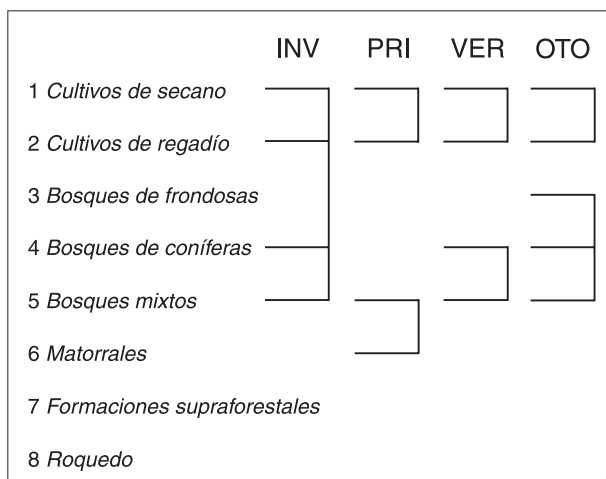 INV PRI VER OTO
1 Cultivos de secano
2 Cultivos de regadío
3 Bosques de frondosas
4 Bosques de coníferas
5 Bosques mixtos
6 Matorrales
7 Formaciones supraforestales
8 Roquedo